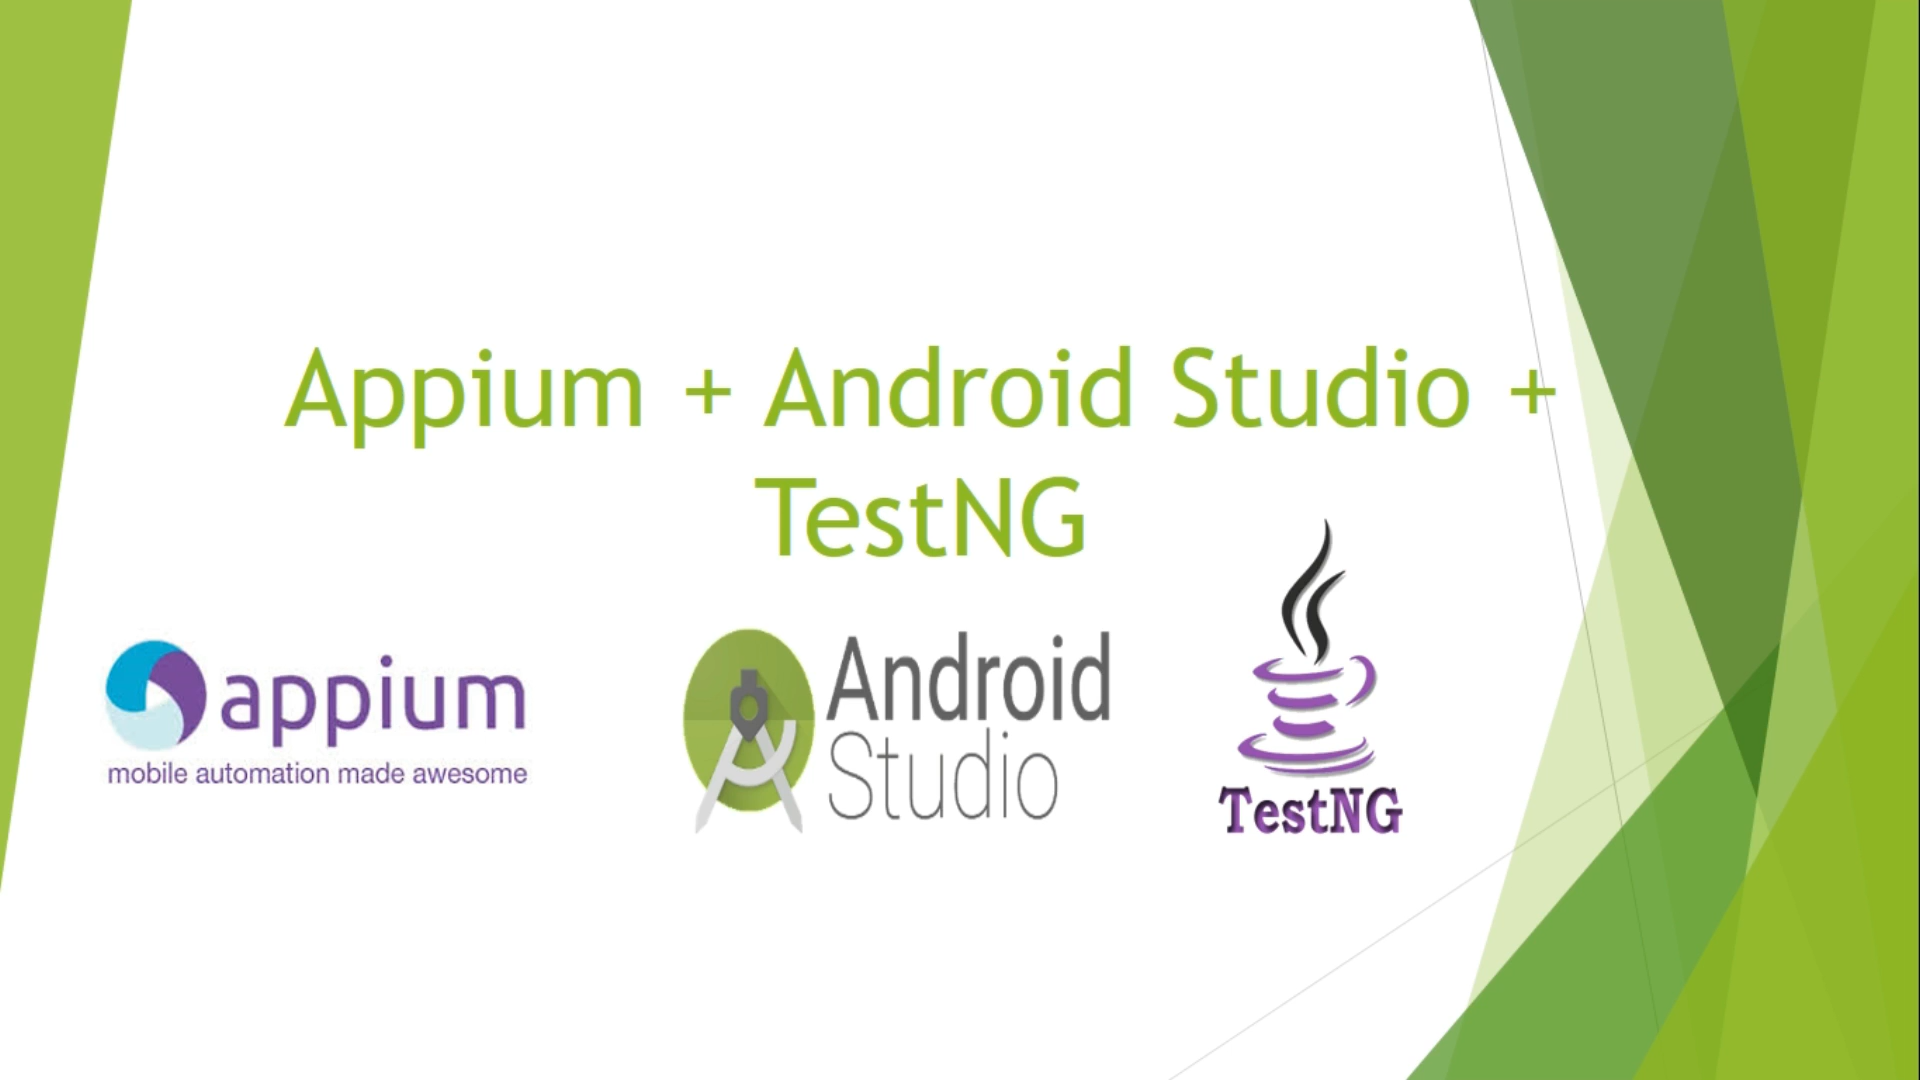 Appium + Android Studio +
TestNG
appium
mobile automation made awesome
Android
Studio
TestNG